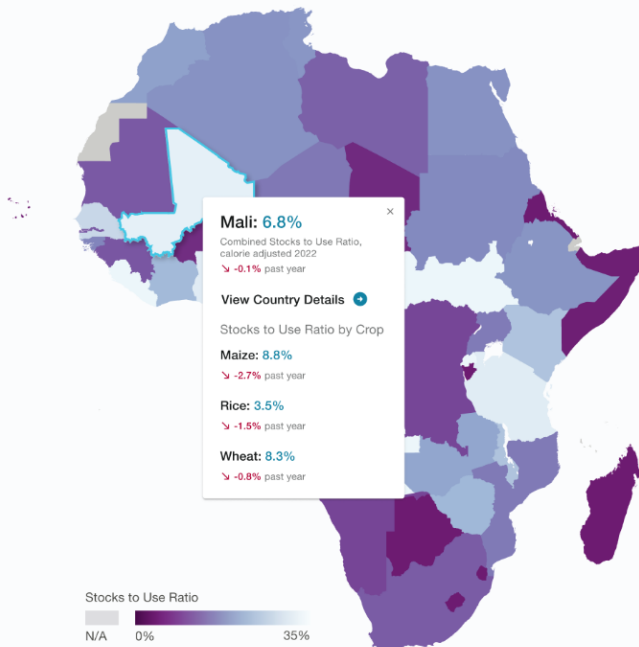 ×
Mali: 6.8%
Combined Stocks to Use Ratio,
calorie adjusted 2022
↘ -0.1% past year
View Country Details ➜
Stocks to Use Ratio by Crop
Maize: 8.8%
↘ -2.7% past year
Rice: 3.5%
↘ -1.5% past year
Wheat: 8.3%
↘ -0.8% past year
Stocks to Use Ratio
N/A 0% 35%